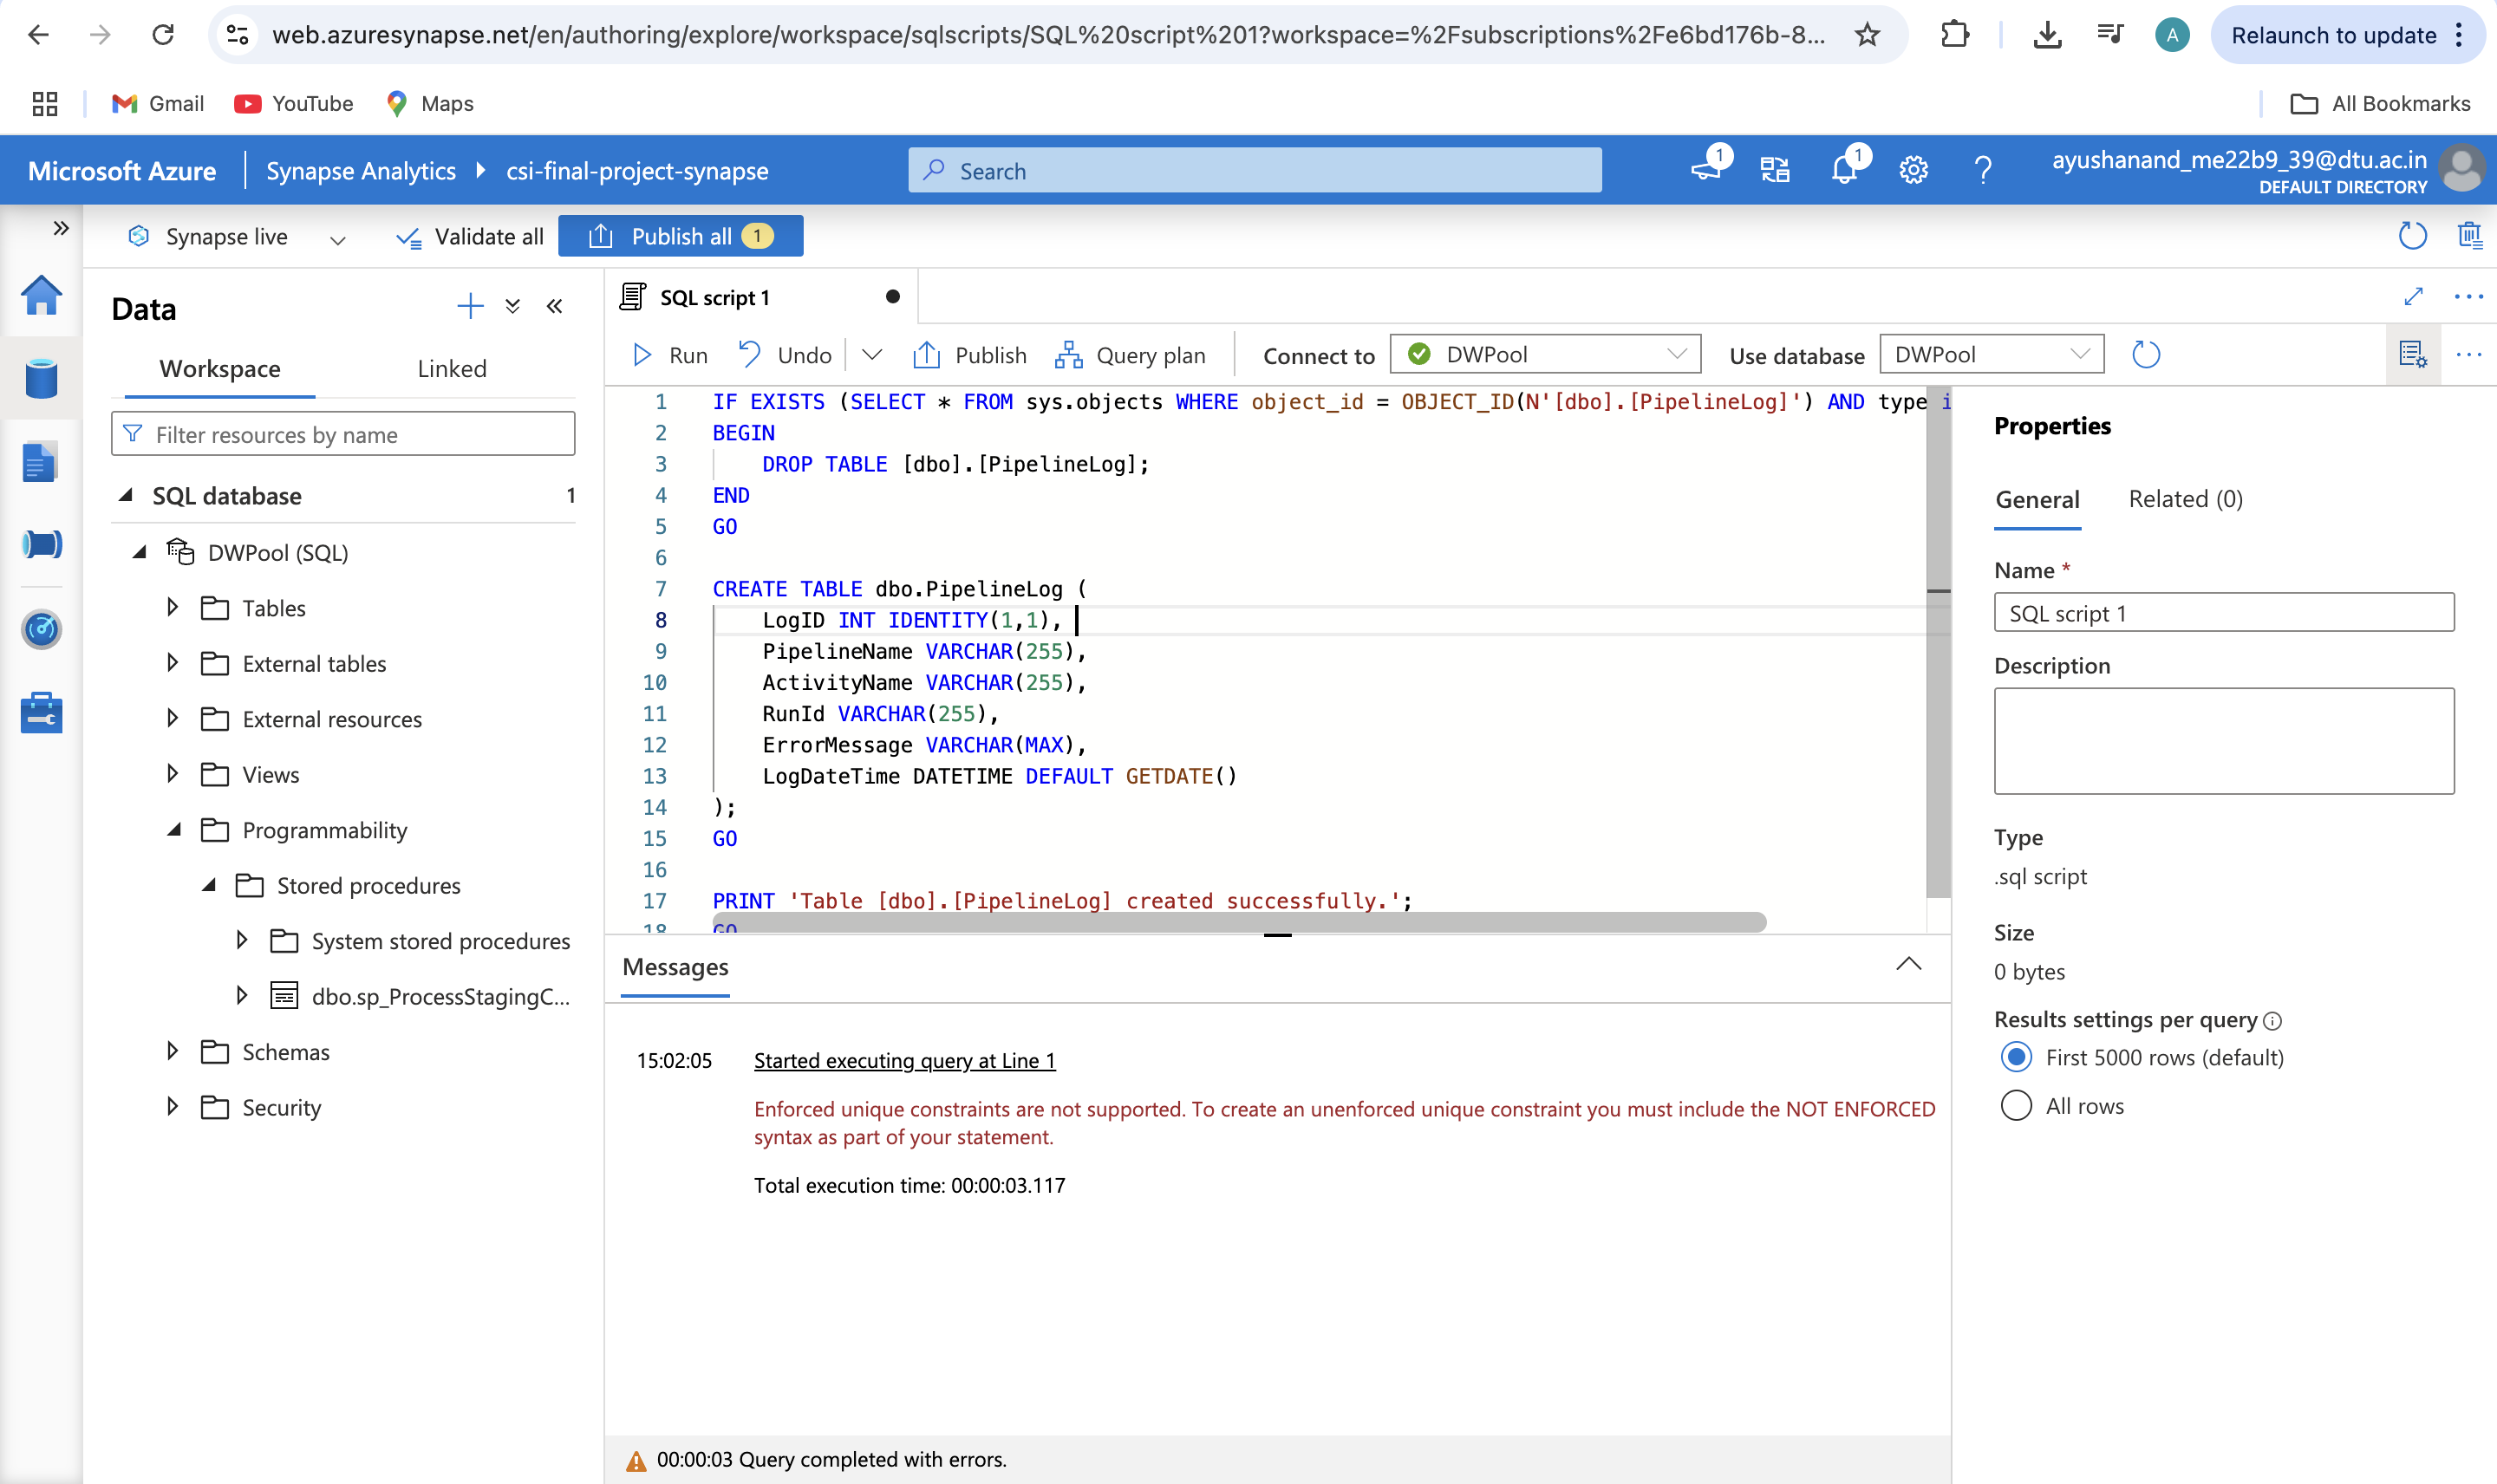 web.azuresynapse.net/en/authoring/explore/workspace/sqlscripts/SQL%20script%201?workspace=%2Fsubscriptions%2Fe6bd176b-8...
A
Relaunch to update
Gmail
YouTube
Maps
All Bookmarks
Microsoft Azure
Synapse Analytics
csi-final-project-synapse
Search
1
1
ayushanand_me22b9_39@dtu.ac.in
DEFAULT DIRECTORY
Synapse live
Validate all
Publish all 1
Data
Workspace
Linked
Filter resources by name
SQL database 1
DWPool (SQL)
Tables
External tables
External resources
Views
Programmability
Stored procedures
System stored procedures
dbo.sp_ProcessStagingC...
Schemas
Security
SQL script 1
Run
Undo
Publish
Query plan
Connect to
DWPool
Use database
DWPool
1 IF EXISTS (SELECT * FROM sys.objects WHERE object_id = OBJECT_ID(N'[dbo].[PipelineLog]') AND type i
2 BEGIN
3 DROP TABLE [dbo].[PipelineLog];
4 END
5 GO
6
7 CREATE TABLE dbo.PipelineLog (
8 LogID INT IDENTITY(1,1),
9 PipelineName VARCHAR(255),
10 ActivityName VARCHAR(255),
11 RunId VARCHAR(255),
12 ErrorMessage VARCHAR(MAX),
13 LogDateTime DATETIME DEFAULT GETDATE()
14 );
15 GO
16
17 PRINT 'Table [dbo].[PipelineLog] created successfully.';
18 GO
Messages
15:02:05 Started executing query at Line 1
Enforced unique constraints are not supported. To create an unenforced unique constraint you must include the NOT ENFORCED
syntax as part of your statement.
Total execution time: 00:00:03.117
00:00:03 Query completed with errors.
Properties
General
Related (0)
Name *
SQL script 1
Description
Type
.sql script
Size
0 bytes
Results settings per query
First 5000 rows (default)
All rows